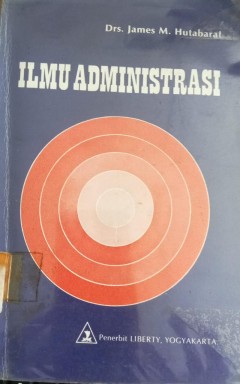 Drs. James M. Hutabarat
ILMU ADMINISTRASI
Penerbit LIBERTY, YOGYAKARTA